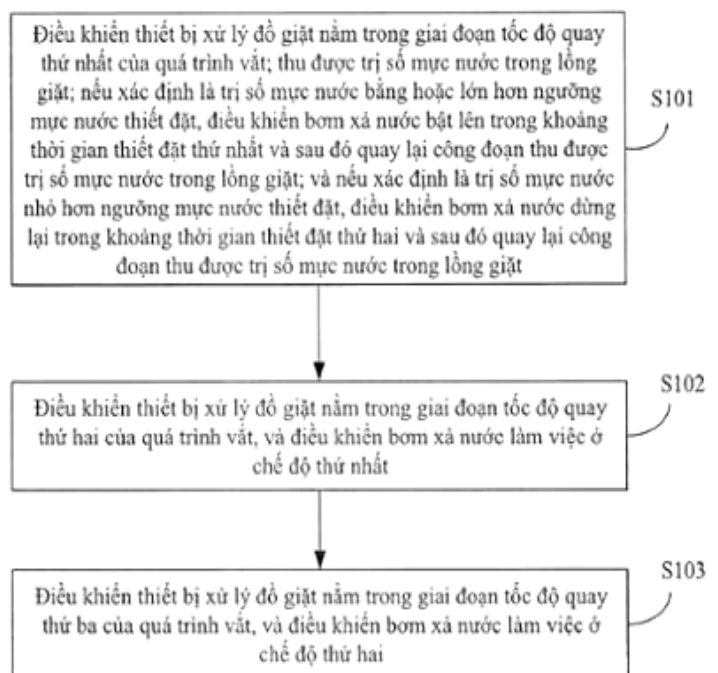 Điều khiển thiết bị xử lý đồ giặt nằm trong giai đoạn tốc độ quay
thứ nhất của quá trình vắt; thu được trị số mực nước trong lồng
giặt; nếu xác định là trị số mực nước bằng hoặc lớn hơn ngưỡng
mực nước thiết đặt, điều khiển bơm xả nước bật lên trong khoảng
thời gian thiết đặt thứ nhất và sau đó quay lại công đoạn thu được
trị số mực nước trong lồng giặt; và nếu xác định là trị số mực nước
nhỏ hơn ngưỡng mực nước thiết đặt, điều khiển bơm xả nước dừng
lại trong khoảng thời gian thiết đặt thứ hai và sau đó quay lại công
đoạn thu được trị số mực nước trong lồng giặt
S101
Điều khiển thiết bị xử lý đồ giặt nằm trong giai đoạn tốc độ quay
thứ hai của quá trình vắt, và điều khiển bơm xả nước làm việc ở
chế độ thứ nhất
S102
Điều khiển thiết bị xử lý đồ giặt nằm trong giai đoạn tốc độ quay
thứ ba của quá trình vắt, và điều khiển bơm xả nước làm việc ở
chế độ thứ hai
S103